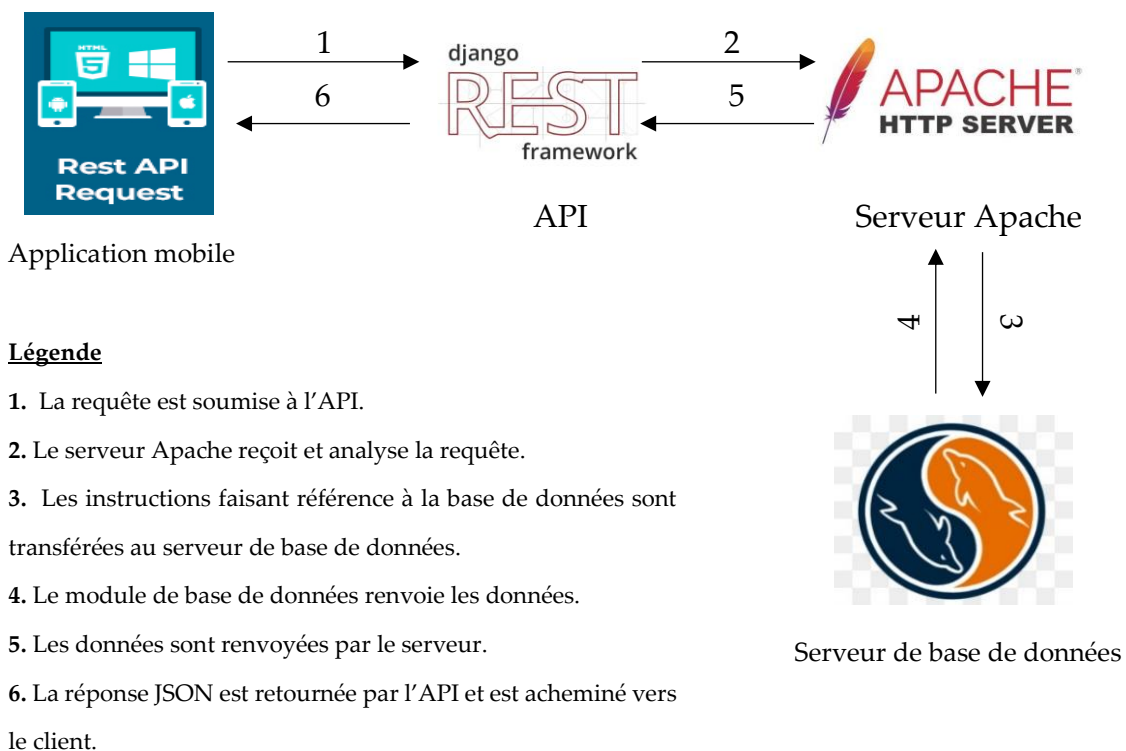 1
2
HTML
5
django
REST
framework
6
5
APACHE
HTTP SERVER
Rest API
Request
API
Serveur Apache
Application mobile
4
3
Légende
1. La requête est soumise à l’API.
2. Le serveur Apache reçoit et analyse la requête.
3. Les instructions faisant référence à la base de données sont
transférées au serveur de base de données.
4. Le module de base de données renvoie les données.
5. Les données sont renvoyées par le serveur.
6. La réponse JSON est retournée par l’API et est acheminé vers
le client.
Serveur de base de données